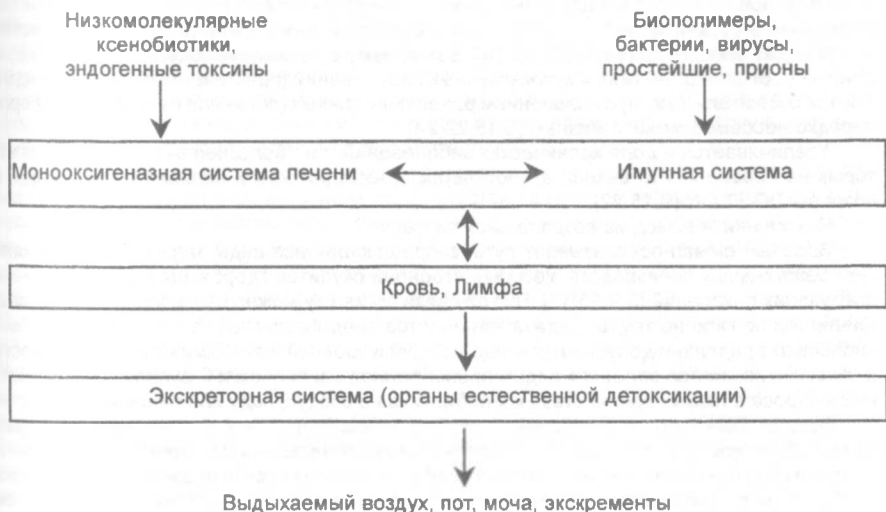 Низкомолекулярные
ксенобиотики,
эндогенные токсины
Биополимеры,
бактерии, вирусы,
простейшие, прионы
Монооксигеназная система печени
Имунная система
Кровь, Лимфа
Экскреторная система (органы естественной детоксикации)
Выдыхаемый воздух, пот, моча, экскременты